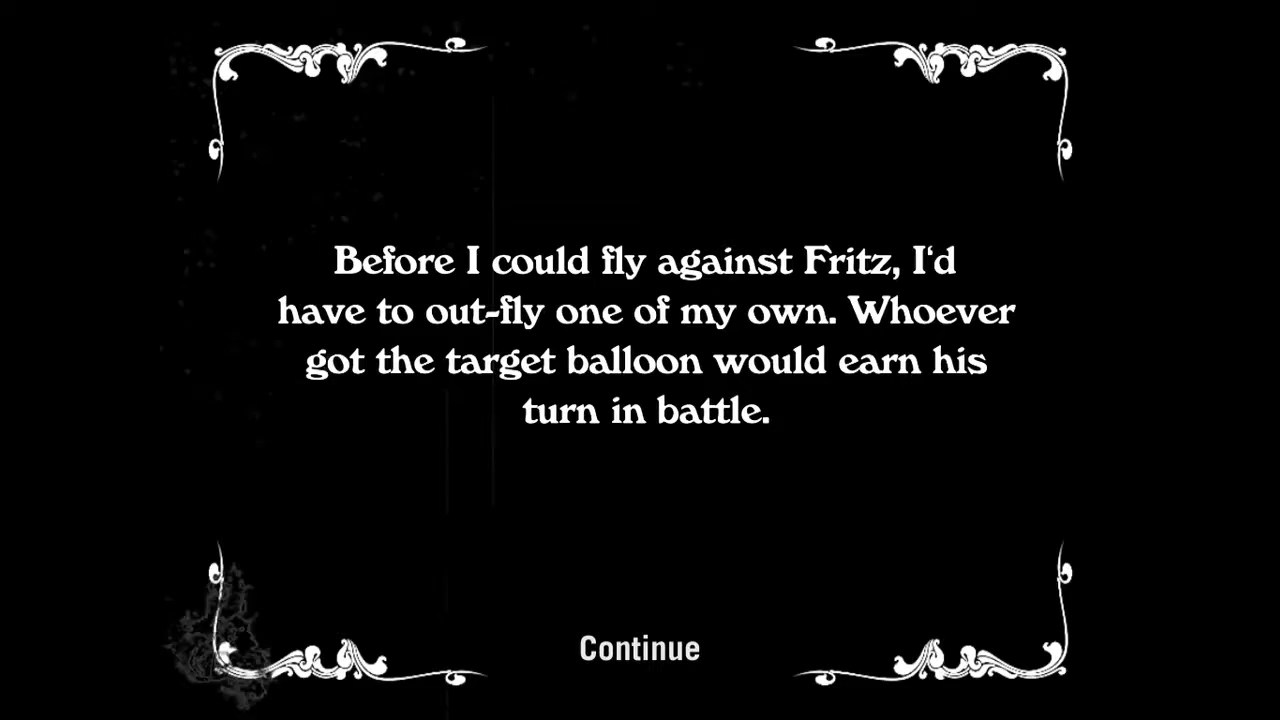 Before I could fly against Fritz, I‘d
have to out-fly one of my own. Whoever
got the target balloon would earn his
turn in battle.
Continue